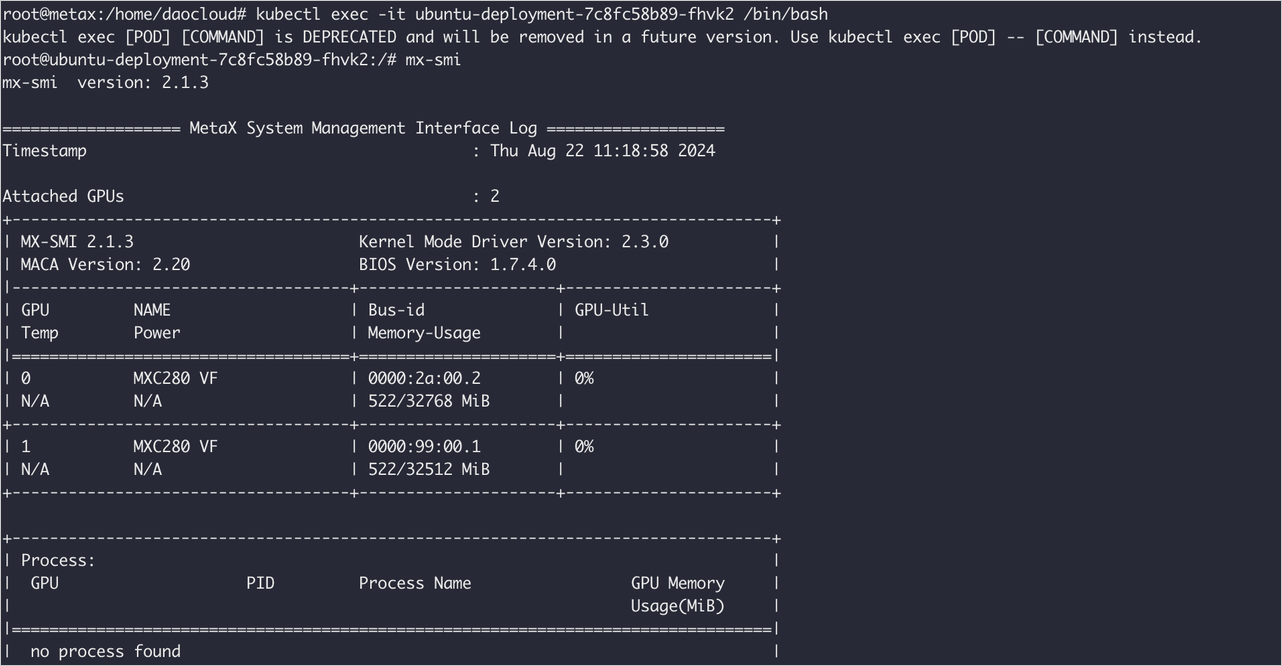 root@metax:/home/daocloud# kubectl exec -it ubuntu-deployment-7c8fc58b89-fhvk2 /bin/bash
kubectl exec [POD] [COMMAND] is DEPRECATED and will be removed in a future version. Use kubectl exec [POD] -- [COMMAND] instead.
root@ubuntu-deployment-7c8fc58b89-fhvk2:/# mx-smi
mx-smi  version: 2.1.3

=================== MetaX System Management Interface Log ===================
Timestamp                                         : Thu Aug 22 11:18:58 2024

Attached GPUs                                     : 2
+---------------------------------------------------------------------------------+
| MX-SMI 2.1.3                        Kernel Mode Driver Version: 2.3.0           |
| MACA Version: 2.20                  BIOS Version: 1.7.4.0                       |
|------------------------------------+---------------------+----------------------+
| GPU         NAME                   | Bus-id              | GPU-Util             |
| Temp        Power                  | Memory-Usage        |                      |
|====================================+=====================+======================|
| 0           MXC280 VF              | 0000:2a:00.2        | 0%                   |
| N/A         N/A                    | 522/32768 MiB       |                      |
+------------------------------------+---------------------+----------------------+
| 1           MXC280 VF              | 0000:99:00.1        | 0%                   |
| N/A         N/A                    | 522/32512 MiB       |                      |
+------------------------------------+---------------------+----------------------+

+---------------------------------------------------------------------------------+
| Process:                                                                        |
|  GPU                    PID         Process Name                 GPU Memory     |
|                                                                  Usage(MiB)     |
|=================================================================================|
|  no process found                                                               |